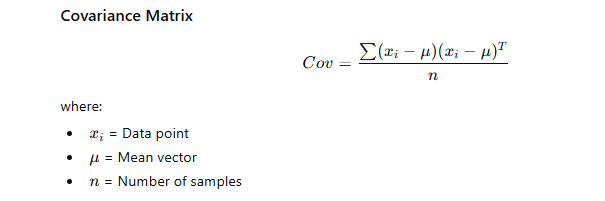 Covariance Matrix
Cov = ∑(xᵢ − μ)(xᵢ − μ)ᵀ / n
where:
• xᵢ = Data point
• μ = Mean vector
• n = Number of samples